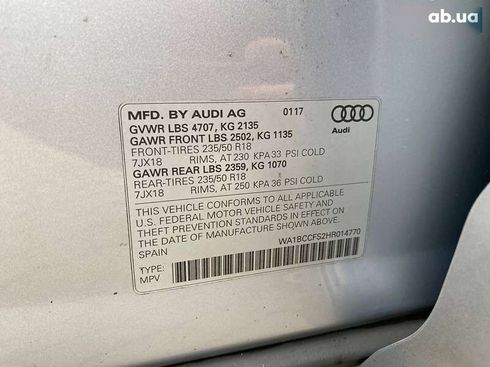 ab.ua
MFD. BY AUDI AG 0117
GVWR LBS 4707, KG 2135
GAWR FRONT LBS 2502, KG 1135
FRONT-TIRES 235/50 R18
7JX18 RIMS, AT 230 KPA 33 PSI COLD
GAWR REAR LBS 2359, KG 1070
REAR-TIRES 235/50 R18
7JX18 RIMS, AT 250 KPA 36 PSI COLD
Audi
THIS VEHICLE CONFORMS TO ALL APPLICABLE
U.S. FEDERAL MOTOR VEHICLE SAFETY AND
THEFT PREVENTION STANDARDS IN EFFECT ON
THE DATE OF MANUFACTURE SHOWN ABOVE.
SPAIN
WA1BCCFS2HR014770
TYPE:
MPV